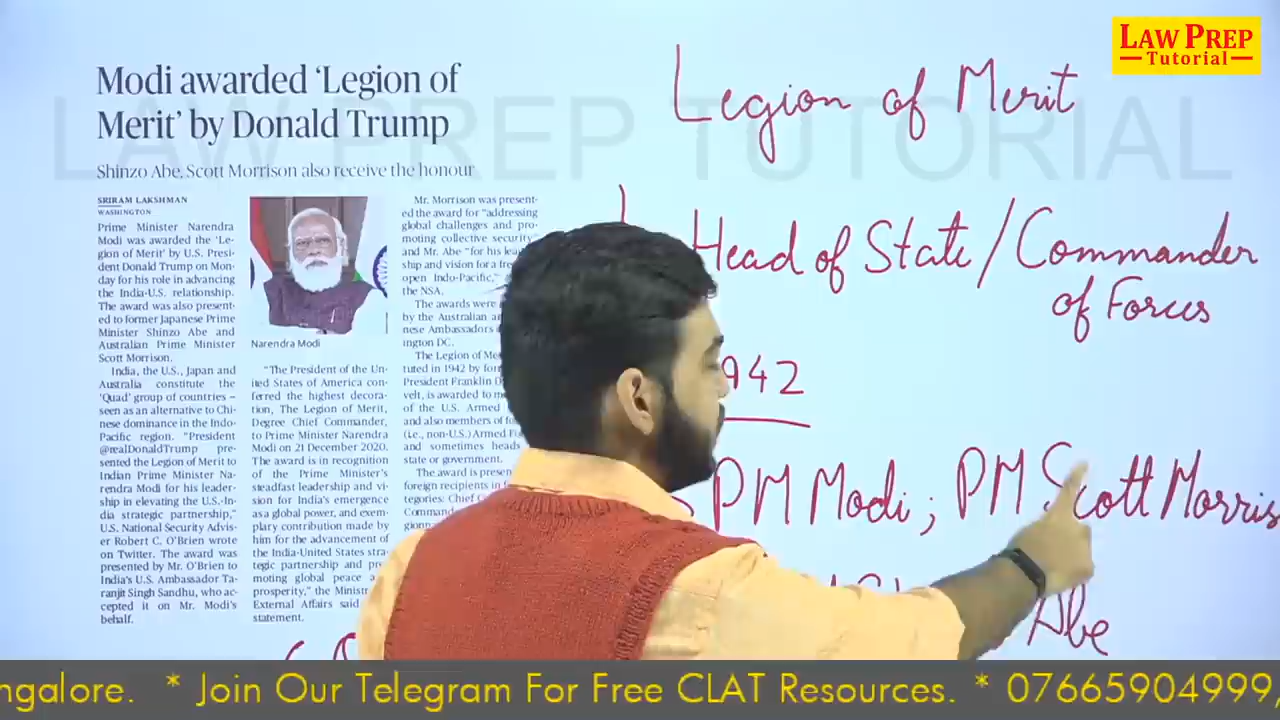 LAW PREP
Tutorial
LAW PREP TUTORIAL
Modi awarded ‘Legion of
Merit’ by Donald Trump
Shinzo Abe, Scott Morrison also receive the honour
SRIRAM LAKSHMAN
WASHINGTON
Prime Minister Narendra
Modi was awarded the ‘Le-
gion of Merit’ by U.S. Presi-
dent Donald Trump on Mon-
day for his role in advancing
the India-U.S. relationship.
The award was also present-
ed to former Japanese Prime
Minister Shinzo Abe and
Australian Prime Minister
Scott Morrison.
India, the U.S., Japan and
Australia constitute the
‘Quad’ group of countries –
seen as an alternative to Chi-
nese dominance in the Indo-
Pacific region. “President
@realDonaldTrump pre-
sented the Legion of Merit to
Indian Prime Minister Na-
rendra Modi for his leader-
ship in elevating the U.S.-In-
dia strategic partnership,”
U.S. National Security Advis-
er Robert C. O’Brien wrote
on Twitter. The award was
presented by Mr. O’Brien to
India’s U.S. Ambassador Ta-
ranjit Singh Sandhu, who ac-
cepted it on Mr. Modi’s
behalf.
Narendra Modi
“The President of the Un-
ited States of America con-
ferred the highest decora-
tion, The Legion of Merit,
Degree Chief Commander,
to Prime Minister Narendra
Modi on 21 December 2020.
The award is in recognition
of the Prime Minister’s
steadfast leadership and vi-
sion for India’s emergence
as a global power, and exem-
plary contribution made by
him for the advancement of
the India-United States stra-
tegic partnership and pro
moting global peace a
prosperity,” the Ministr
External Affairs said
statement.
Mr. Morrison was present-
ed the award for “addressing
global challenges and pro-
moting collective security”
and Mr. Abe “for his lea
ship and vision for a fre
open Indo-Pacific,”
the NSA.
The awards were
by the Australian an
nese Ambassadors
ington DC.
The Legion of Me
tuted in 1942 by for
President Franklin D
velt, is awarded to m
of the U.S. Armed
and also members of fo
(i.e., non-U.S.) Armed F
and sometimes heads
state or government.
The award is presen
foreign recipients in
tegories: Chief C
Command
gionn
Legion of Merit
Head of State / Commander
of Forces
942
PM Modi ; PM Scott Morris
Abe
ngalore. * Join Our Telegram For Free CLAT Resources. * 07665904999,